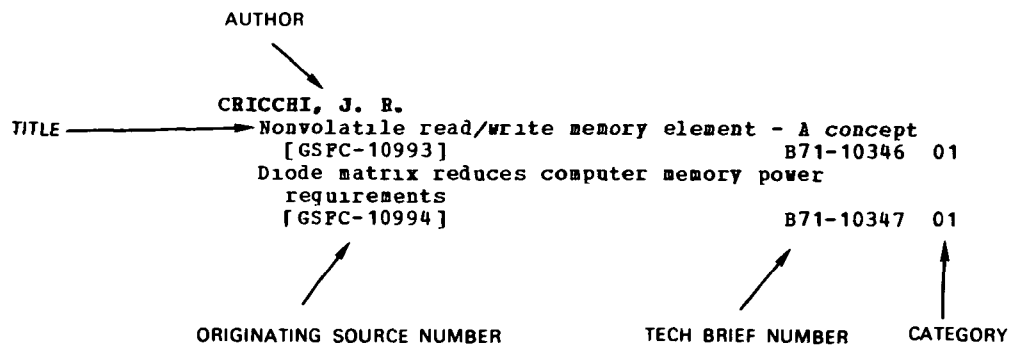 AUTHOR
CRICCHI, J. R.
TITLE Nonvolatile read/write memory element - A concept
[GSFC-10993] B71-10346 01
Diode matrix reduces computer memory power
requirements
[GSFC-10994] B71-10347 01
ORIGINATING SOURCE NUMBER TECH BRIEF NUMBER CATEGORY